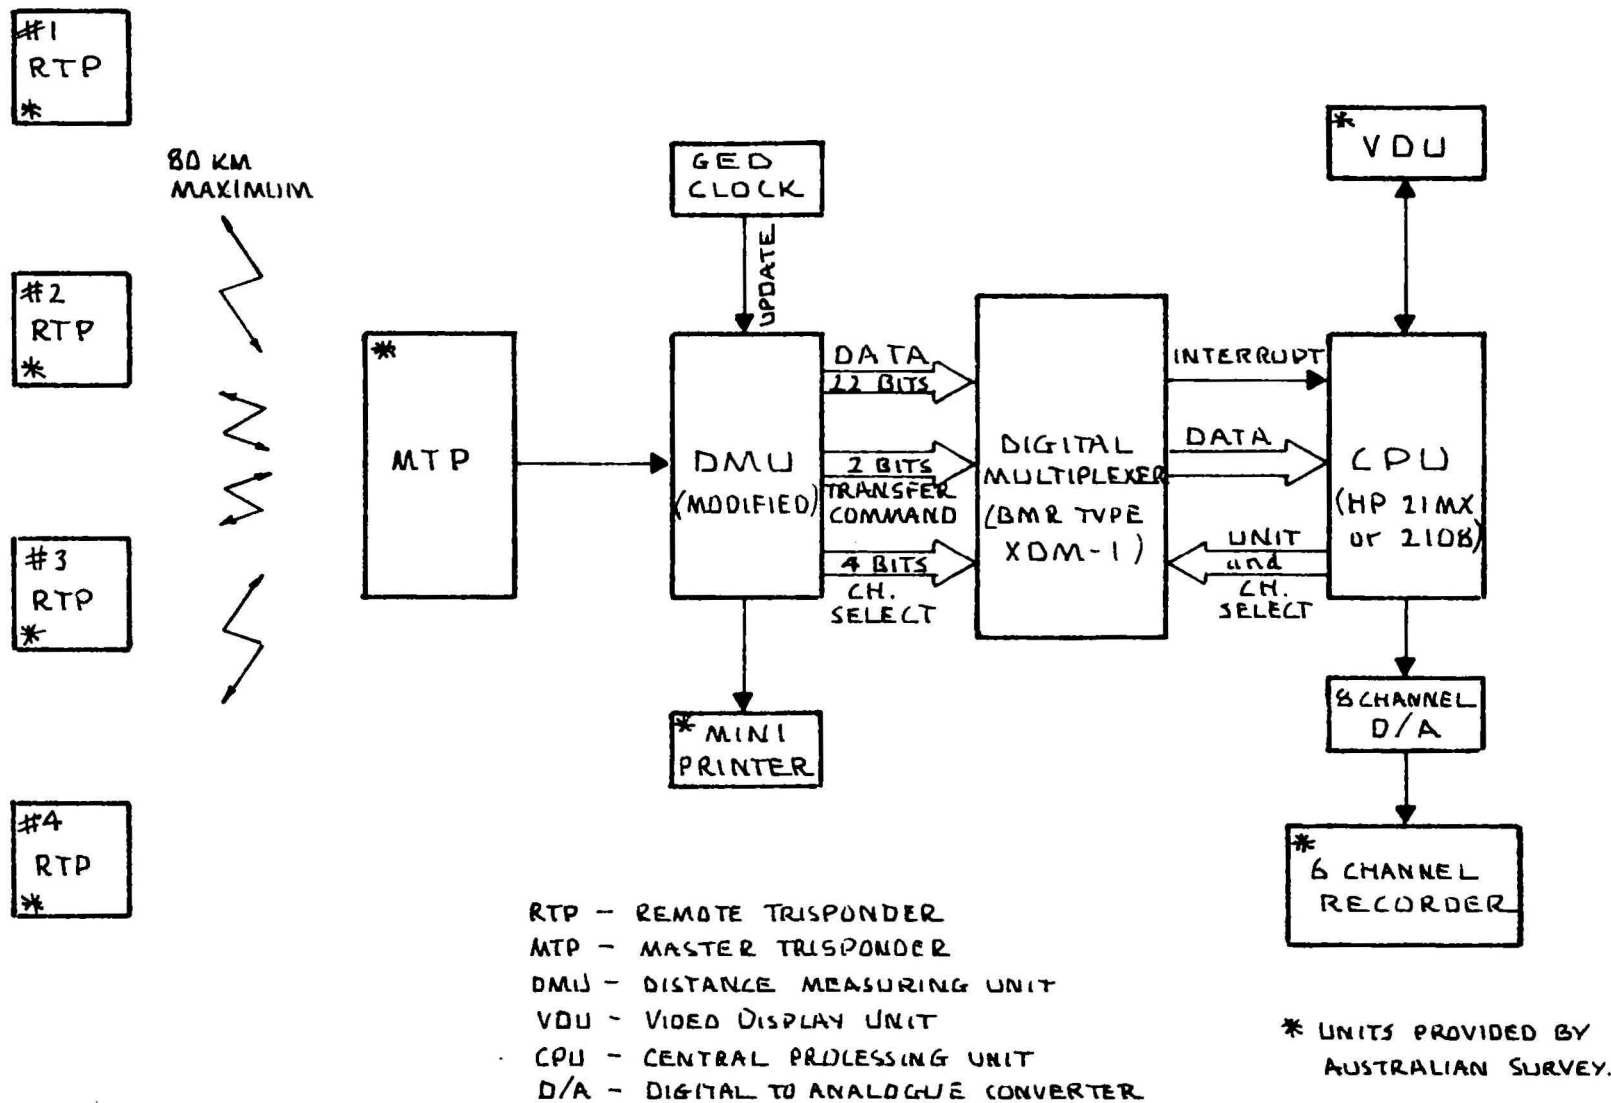 #1
RTP
*
80 KM
MAXIMUM
#2
RTP
*
#3
RTP
*
#4
RTP
*
*
MTP
GED
CLOCK
UPDATE
DMU
(MODIFIED)
* MINI
PRINTER
DATA
22 BITS
2 BITS
TRANSFER
COMMAND
4 BITS
CH.
SELECT
DIGITAL
MULTIPLEXER
(BMR TYPE
XDM-1)
INTERRUPT
DATA
UNIT
and
CH.
SELECT
*
VDU
CPU
(HP 21MX
or 2108)
8 CHANNEL
D/A
*
6 CHANNEL
RECORDER
RTP - REMOTE TRISPONDER
MTP - MASTER TRISPONDER
DMU - DISTANCE MEASURING UNIT
VDU - VIDEO DISPLAY UNIT
CPU - CENTRAL PROCESSING UNIT
D/A - DIGITAL TO ANALOGUE CONVERTER
* UNITS PROVIDED BY
AUSTRALIAN SURVEY.